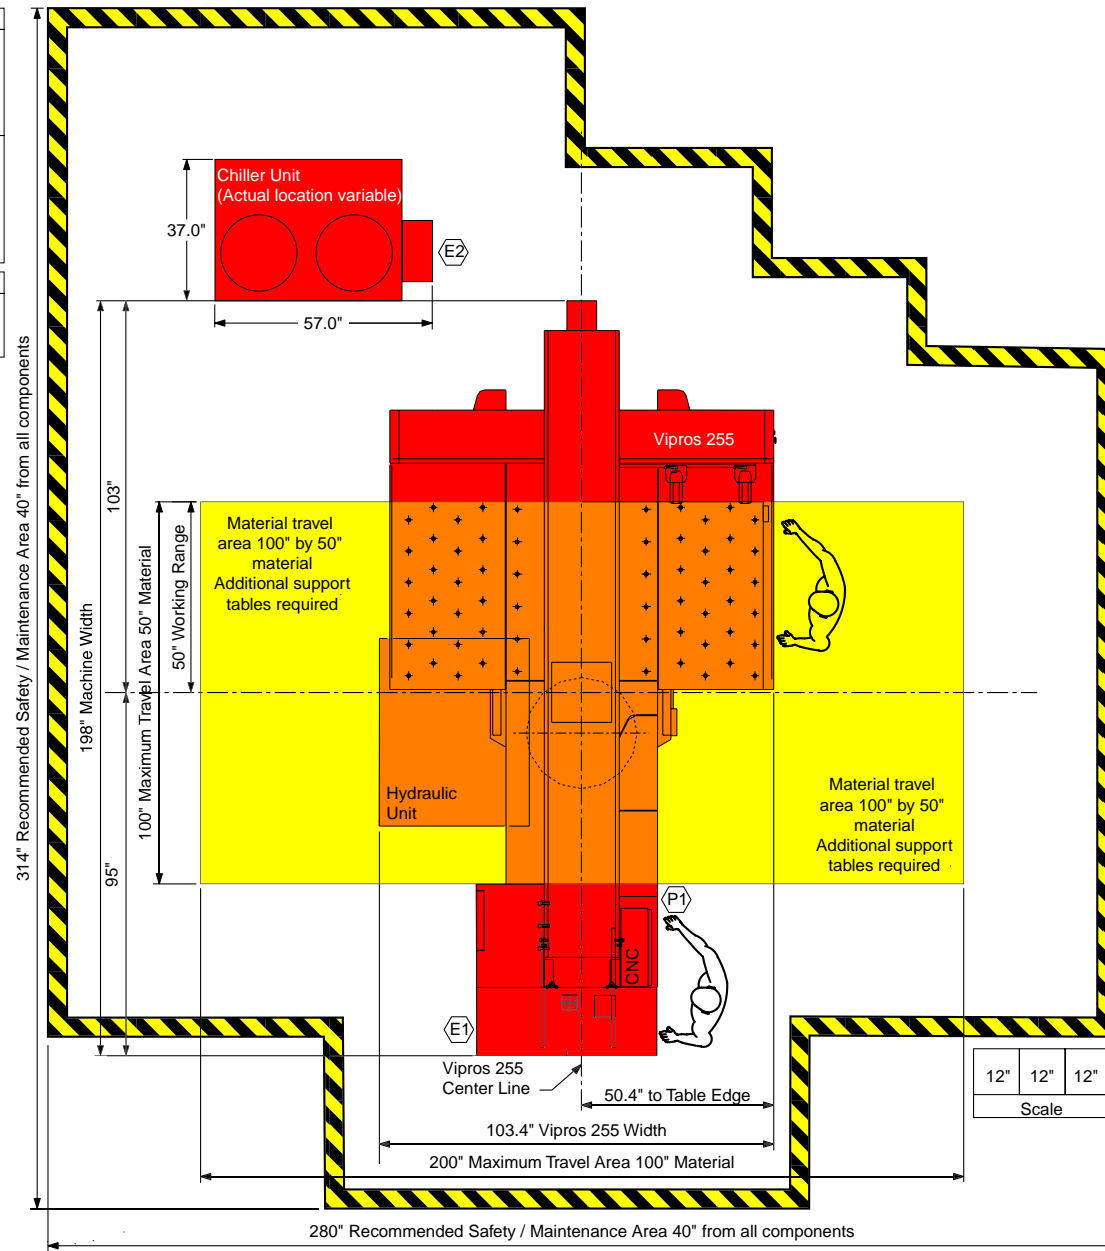 Chiller Unit
(Actual location variable)
37.0"
E2
57.0"
Vipros 255
314" Recommended Safety / Maintenance Area 40" from all components
198" Machine Width
103"
95"
100" Maximum Travel Area 50" Material
50" Working Range
Material travel
area 100" by 50"
material
Additional support
tables required
Hydraulic
Unit
Material travel
area 100" by 50"
material
Additional support
tables required
P1
CNC
E1
Vipros 255
Center Line
50.4" to Table Edge
103.4" Vipros 255 Width
200" Maximum Travel Area 100" Material
12" 12" 12"
Scale
280" Recommended Safety / Maintenance Area 40" from all components